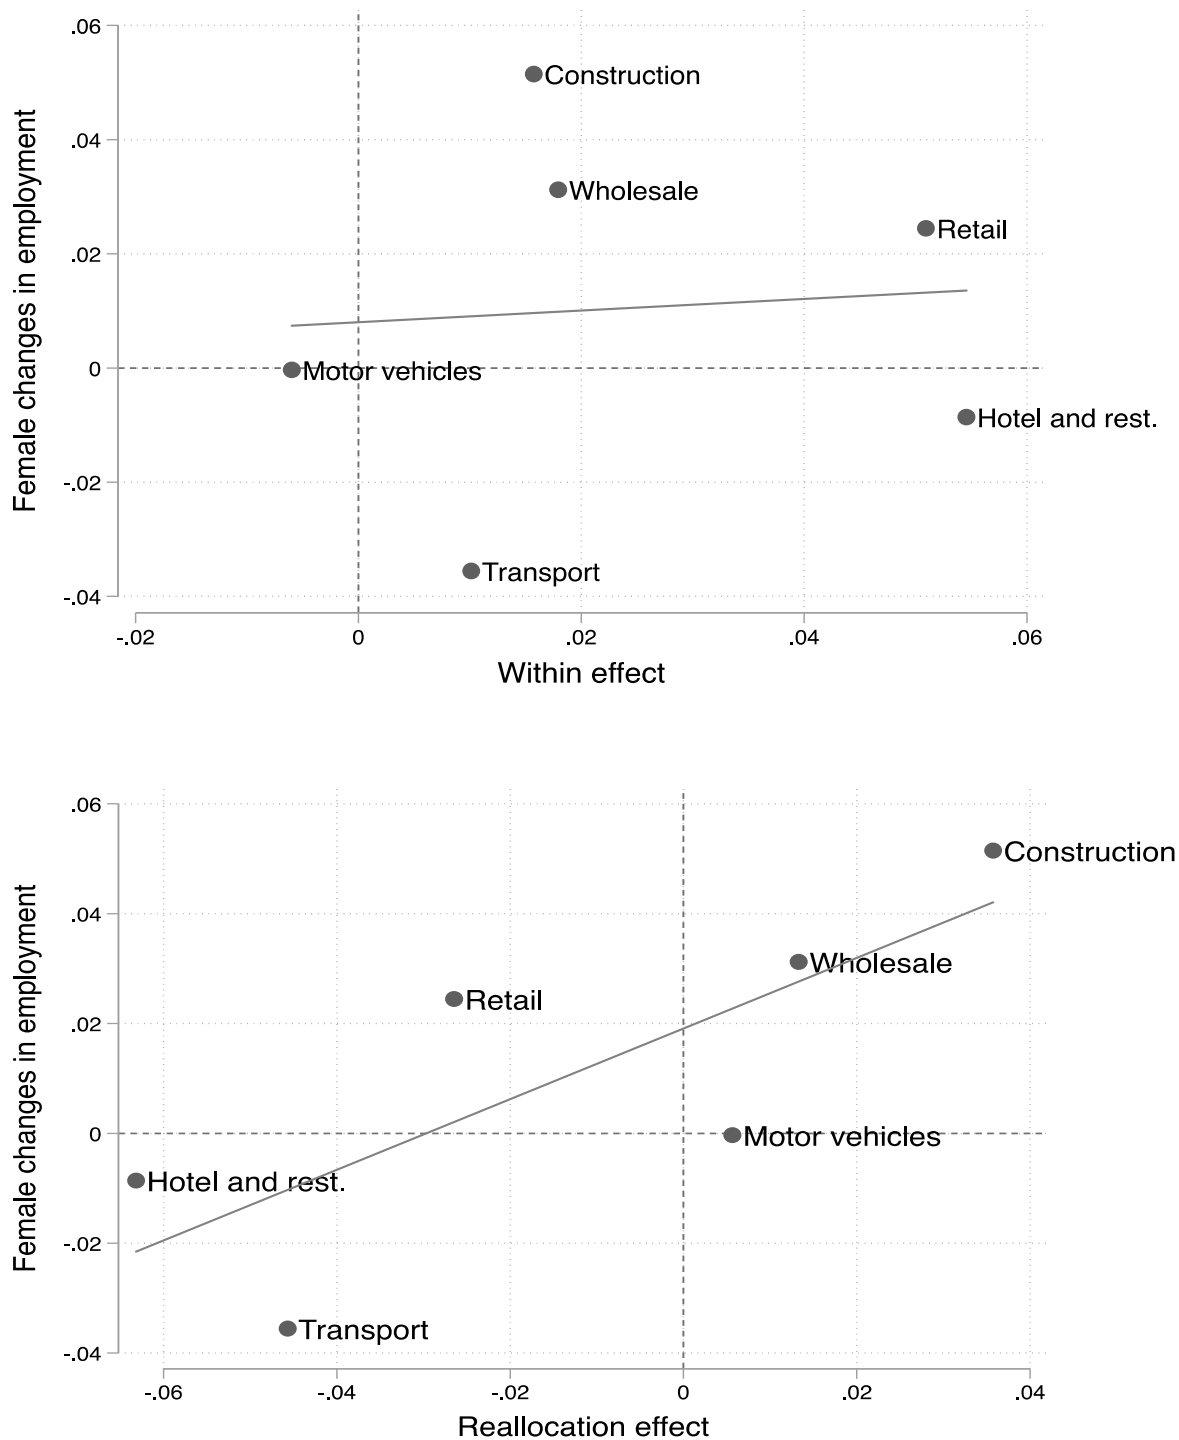 .06
Construction
.04
Female changes in employment
Wholesale
Retail
.02
0
Motor vehicles
Hotel and rest.
-.02
Transport
-.04
-.02 0 .02 .04 .06
Within effect
.06
Construction
.04
Female changes in employment
Wholesale
Retail
.02
0
Motor vehicles
Hotel and rest.
-.02
Transport
-.04
-.06 -.04 -.02 0 .02 .04
Reallocation effect